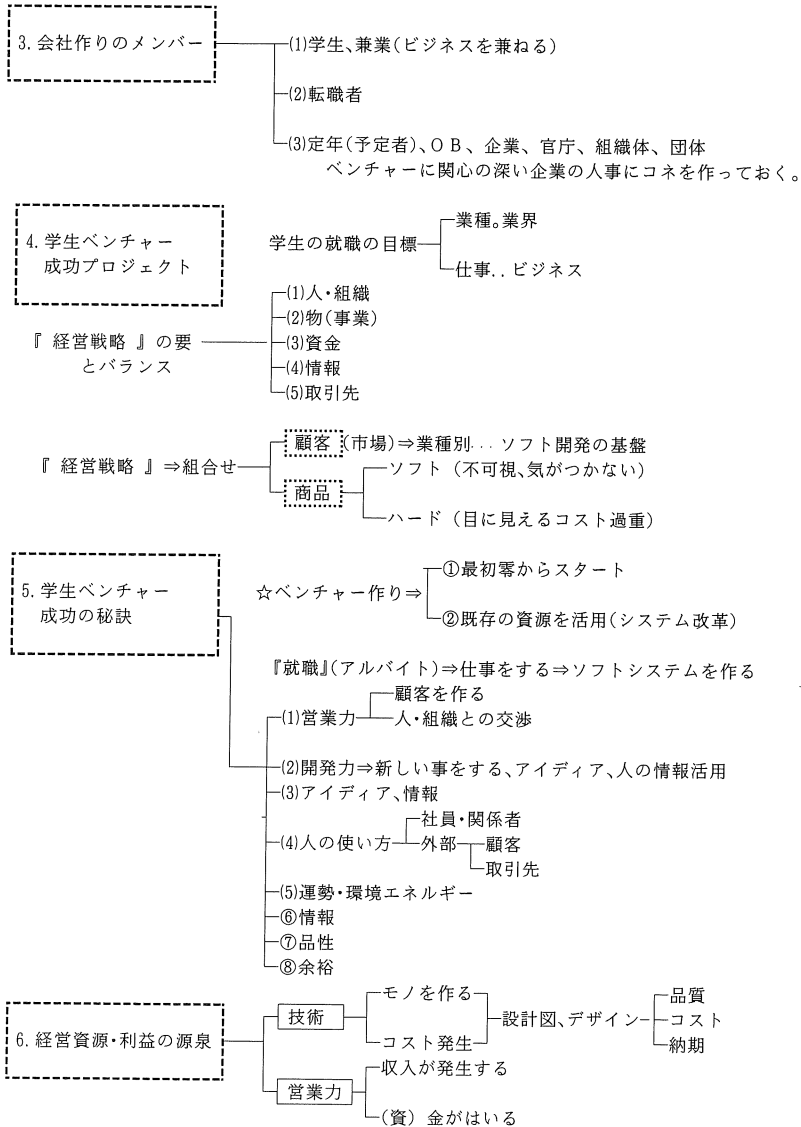 3. 会社作りのメンバー
(1)学生、兼業(ビジネスを兼ねる)
(2)転職者
(3)定年(予定者)、ＯＢ、企業、官庁、組織体、団体
ベンチャーに関心の深い企業の人事にコネを作っておく。
4. 学生ベンチャー
成功プロジェクト
学生の就職の目標
業種。業界
仕事．．ビジネス
『 経営戦略 』の要
とバランス
(1)人・組織
(2)物(事業)
(3)資金
(4)情報
(5)取引先
『 経営戦略 』⇒組合せ
顧客 (市場)⇒業種別... ソフト開発の基盤
商品
ソフト (不可視、気がつかない)
ハード (目に見えるコスト過重)
5. 学生ベンチャー
成功の秘訣
☆ベンチャー作り⇒
①最初零からスタート
②既存の資源を活用(システム改革)
『就職』(アルバイト)⇒仕事をする⇒ソフトシステムを作る
(1)営業力
顧客を作る
人・組織との交渉
(2)開発力⇒新しい事をする、アイディア、人の情報活用
(3)アイディア、情報
(4)人の使い方
社員・関係者
外部
顧客
取引先
(5)運勢・環境エネルギー
⑥情報
⑦品性
⑧余裕
6. 経営資源・利益の源泉
技術
モノを作る
コスト発生
設計図、デザイン
品質
コスト
納期
営業力
収入が発生する
(資) 金がはいる